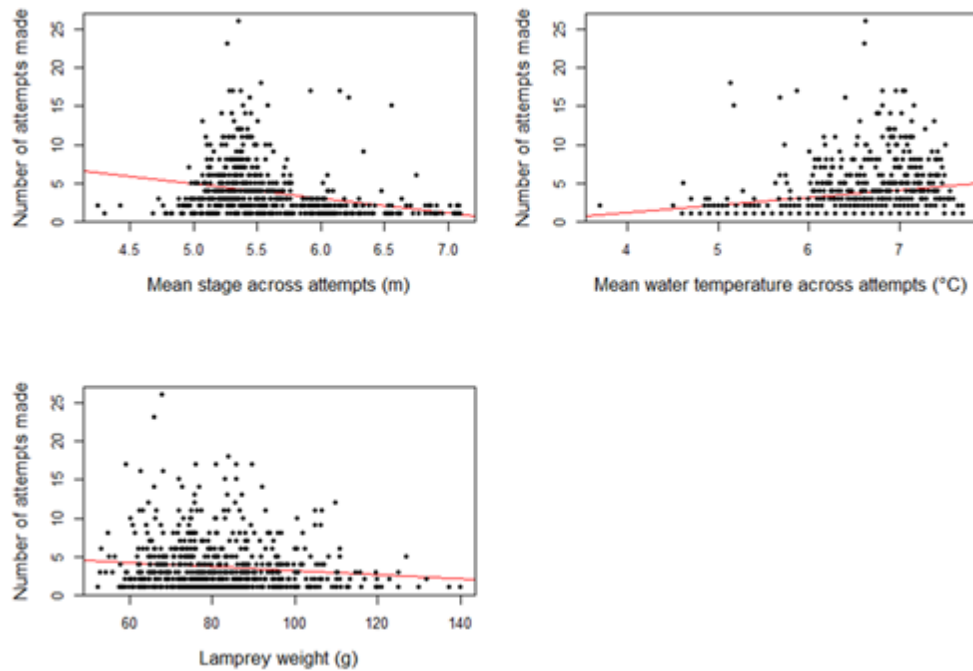 Number of attempts made
25
20
15
10
5
0
4.5 5.0 5.5 6.0 6.5 7.0
Mean stage across attempts (m)
Number of attempts made
25
20
15
10
5
0
4 5 6 7
Mean water temperature across attempts (°C)
Number of attempts made
25
20
15
10
5
0
60 80 100 120 140
Lamprey weight (g)